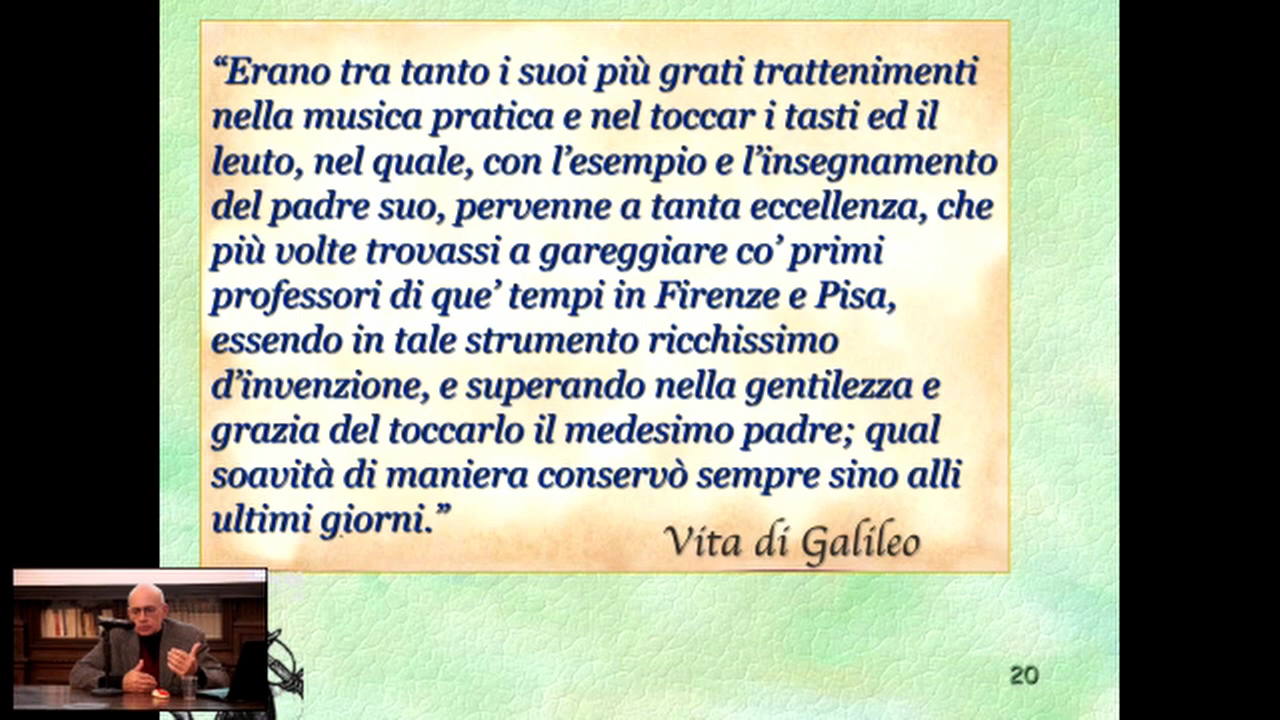 “Erano tra tanto i suoi più grati trattenimenti
nella musica pratica e nel toccar i tasti ed il
leuto, nel quale, con l’esempio e l’insegnamento
del padre suo, pervenne a tanta eccellenza, che
più volte trovassi a gareggiare co’ primi
professori di que’ tempi in Firenze e Pisa,
essendo in tale strumento ricchissimo
d’invenzione, e superando nella gentilezza e
grazia del toccarlo il medesimo padre; qual
soavità di maniera conservò sempre sino alli
ultimi giorni.”
Vita di Galileo
20